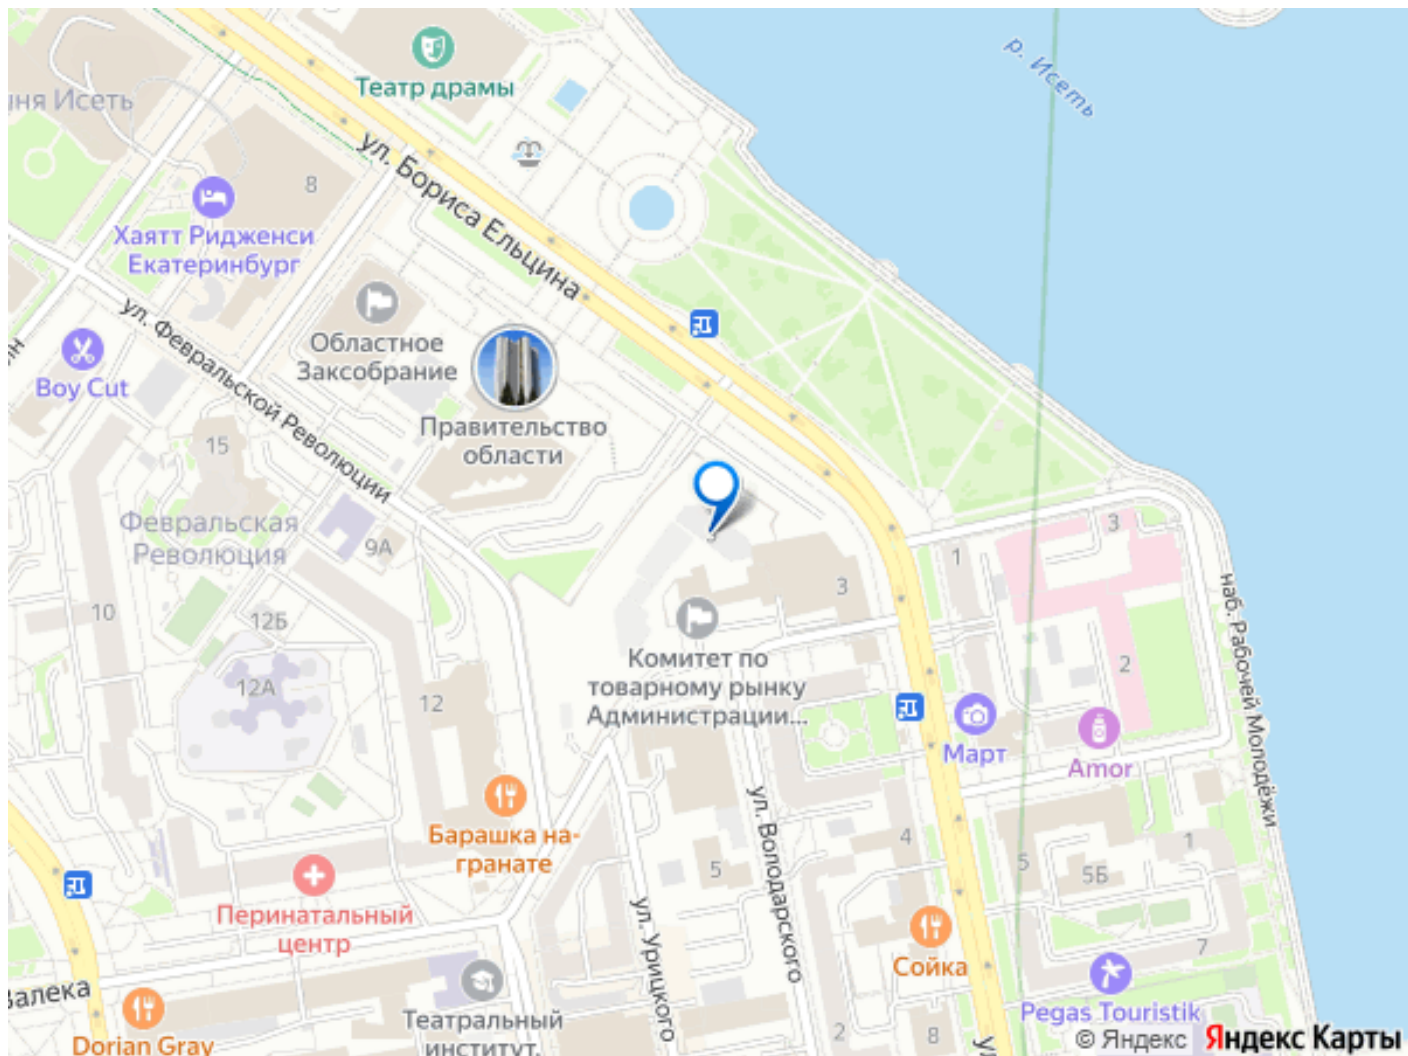 Театр драмы
р. Исеть
ня Исеть
ул. Бориса Ельцина
8
Хаятт Ридженси
Екатеринбург
ул. Февральской Революции
Областное
Заксобрание
Boy Cut
Правительство
области
15
Февральская
Революция
9А
10
12Б
12А
12
3
1
3
2
наб. Рабочей Молодёжи
Комитет по
товарному рынку
Администрации...
Март
Amor
Барашка на-
гранате
ул. Володарского
5
4
5
5Б
1
Перинатальный
центр
ул. Урицкого
Сойка
7
Валека
Театральный
институт,
Pegas Touristik
Dorian Gray
2
8
© Яндекс Яндекс Карты